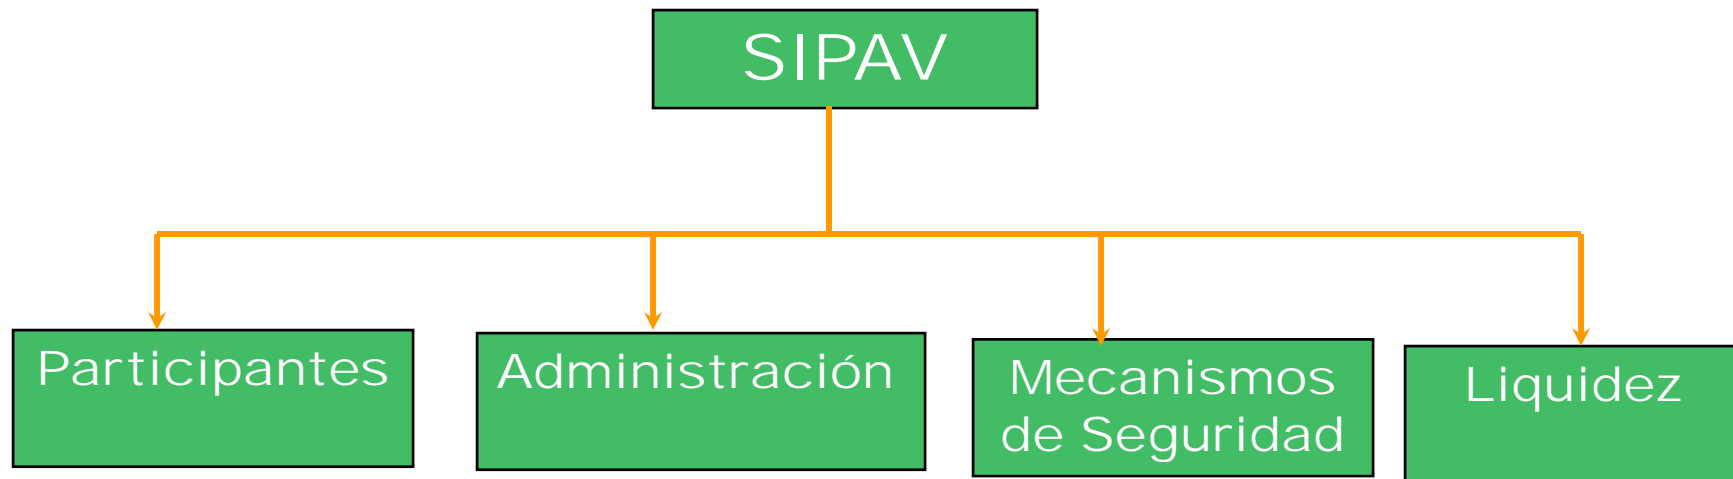 SIPAV
Participantes
Administración
Mecanismos
de Seguridad
Liquidez